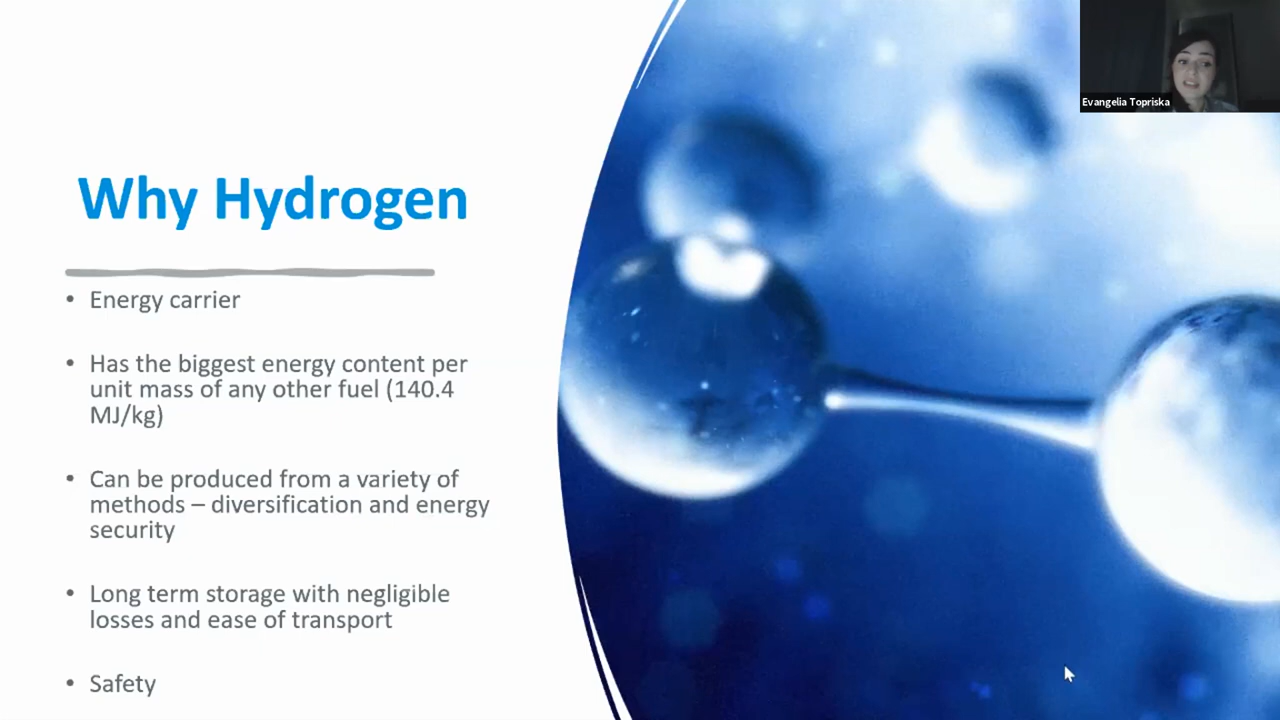 Evangelia Topriska
Why Hydrogen
• Energy carrier
• Has the biggest energy content per
unit mass of any other fuel (140.4
MJ/kg)
• Can be produced from a variety of
methods – diversification and energy
security
• Long term storage with negligible
losses and ease of transport
• Safety